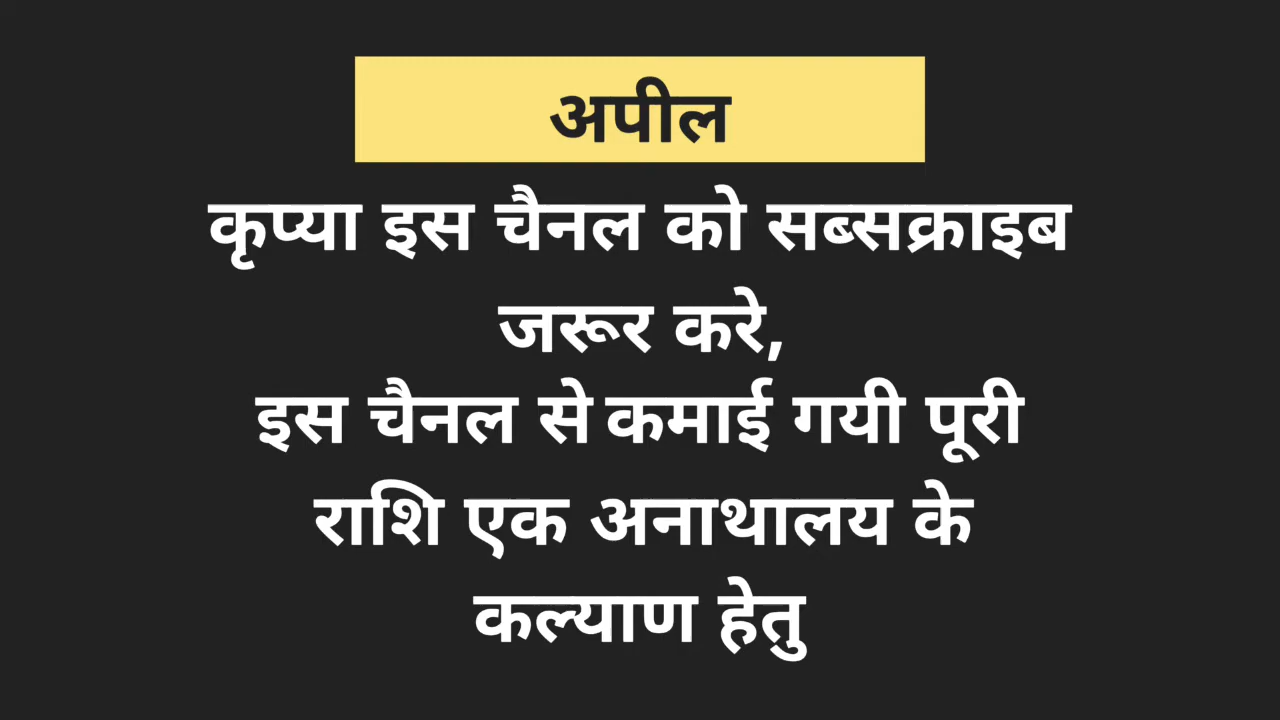 अपील
कृप्या इस चैनल को सब्सक्राइब
जरूर करे,
इस चैनल से कमाई गयी पूरी
राशि एक अनाथालय के
कल्याण हेतु